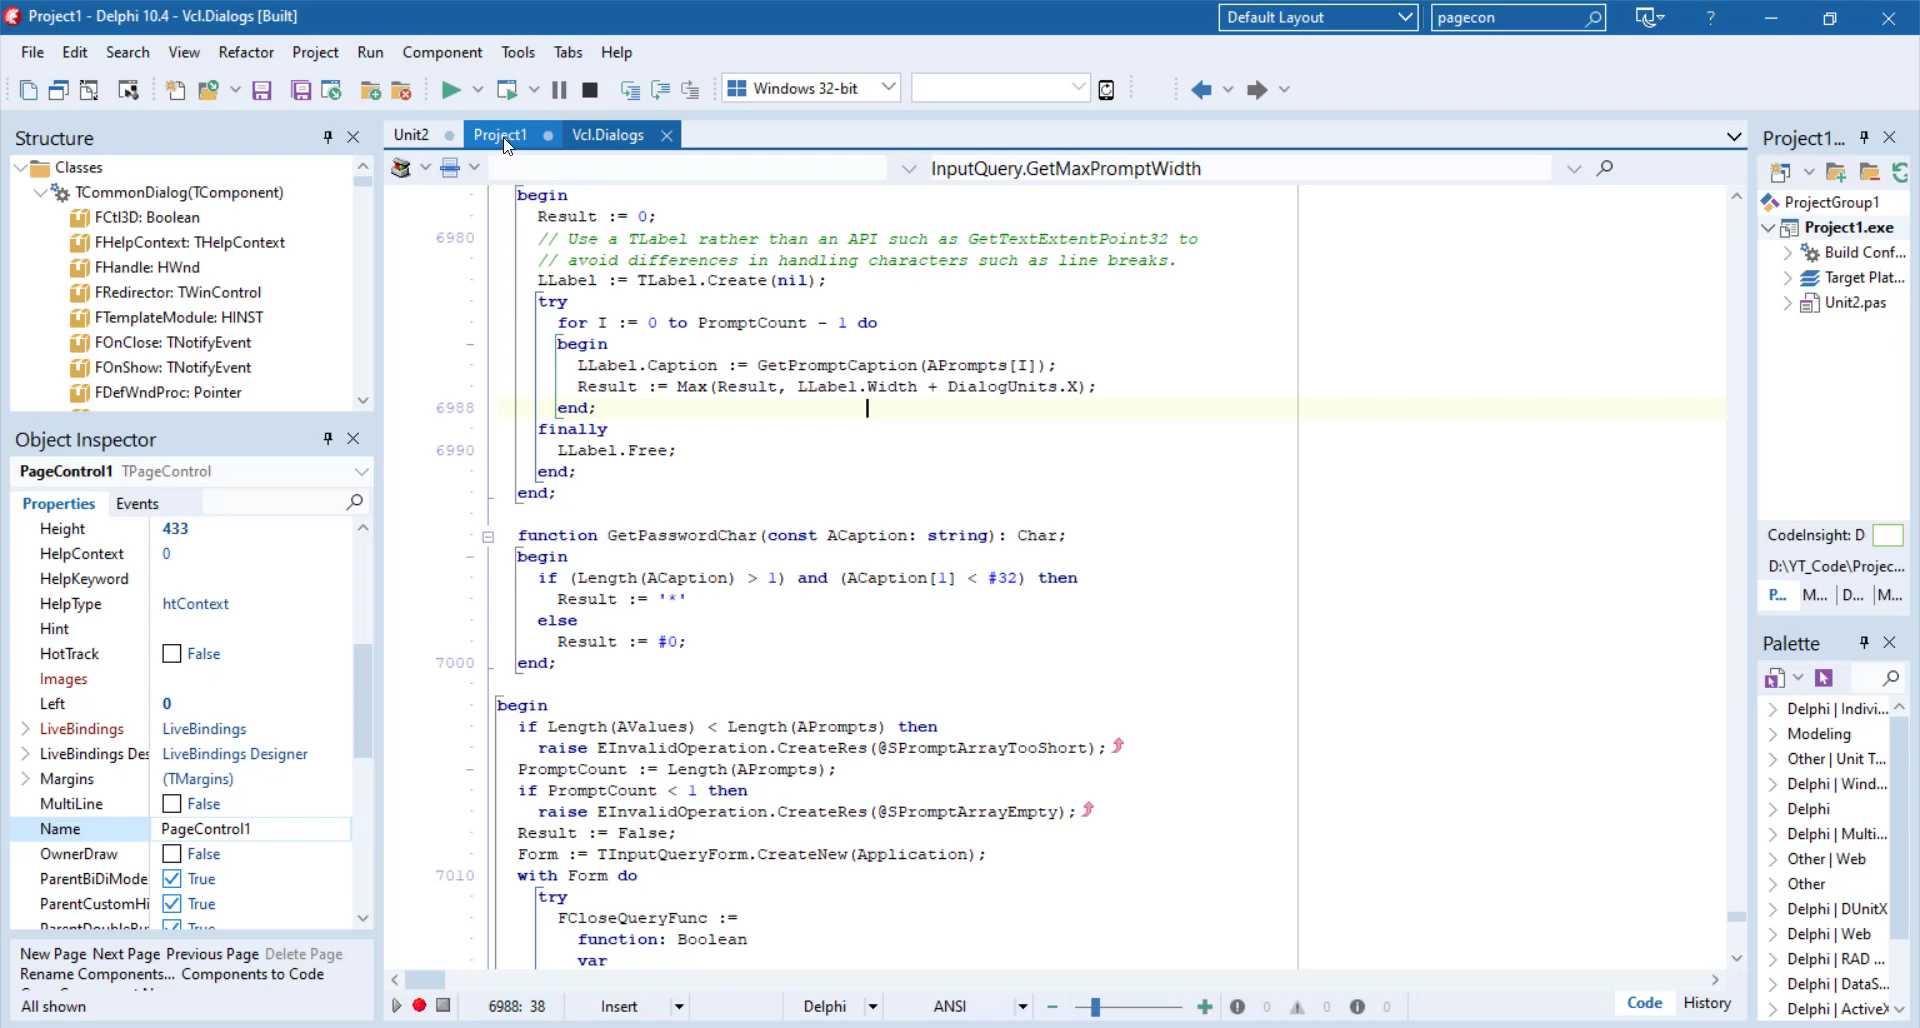 Project1 - Delphi 10.4 - Vcl.Dialogs [Built]
Default Layout
pagecon
?
File Edit Search View Refactor Project Run Component Tools Tabs Help
Windows 32-bit
Structure
Classes
TCommonDialog(TComponent)
FCtl3D: Boolean
FHelpContext: THelpContext
FHandle: HWnd
FRedirector: TWinControl
FTemplateModule: HINST
FOnClose: TNotifyEvent
FOnShow: TNotifyEvent
FDefWndProc: Pointer
Object Inspector
PageControl1 TPageControl
Properties Events
Height 433
HelpContext 0
HelpKeyword
HelpType htContext
Hint
HotTrack False
Images
Left 0
LiveBindings LiveBindings
LiveBindings Des LiveBindings Designer
Margins (TMargins)
MultiLine False
Name PageControl1
OwnerDraw False
ParentBiDiMode True
ParentCustomHi True
New Page Next Page Previous Page Delete Page
Rename Components... Components to Code
All shown
Unit2 Project1 Vcl.Dialogs
InputQuery.GetMaxPromptWidth
begin
Result := 0;
6980 // Use a TLabel rather than an API such as GetTextExtentPoint32 to
// avoid differences in handling characters such as line breaks.
LLabel := TLabel.Create(nil);
try
for I := 0 to PromptCount - 1 do
begin
LLabel.Caption := GetPromptCaption(APrompts[I]);
Result := Max(Result, LLabel.Width + DialogUnits.X);
6988 end;
finally
6990 LLabel.Free;
end;
end;
function GetPasswordChar(const ACaption: string): Char;
begin
if (Length(ACaption) > 1) and (ACaption[1] < #32) then
Result := '*'
else
Result := #0;
7000 end;
begin
if Length(AValues) < Length(APrompts) then
raise EInvalidOperation.CreateRes(@SPromptArrayTooShort);
PromptCount := Length(APrompts);
if PromptCount < 1 then
raise EInvalidOperation.CreateRes(@SPromptArrayEmpty);
Result := False;
Form := TInputQueryForm.CreateNew(Application);
7010 with Form do
try
FCloseQueryFunc :=
function: Boolean
var
6988: 38 Insert Delphi ANSI 0 0 0 Code History
Project1...
ProjectGroup1
Project1.exe
Build Conf...
Target Plat...
Unit2.pas
CodeInsight: D
D:\YT_Code\Projec...
P... M... D... M...
Palette
Delphi | Indivi...
Modeling
Other | Unit T...
Delphi | Wind...
Delphi
Delphi | Multi...
Other | Web
Other
Delphi | DUnitX
Delphi | Web
Delphi | RAD ...
Delphi | DataS...
Delphi | ActiveX